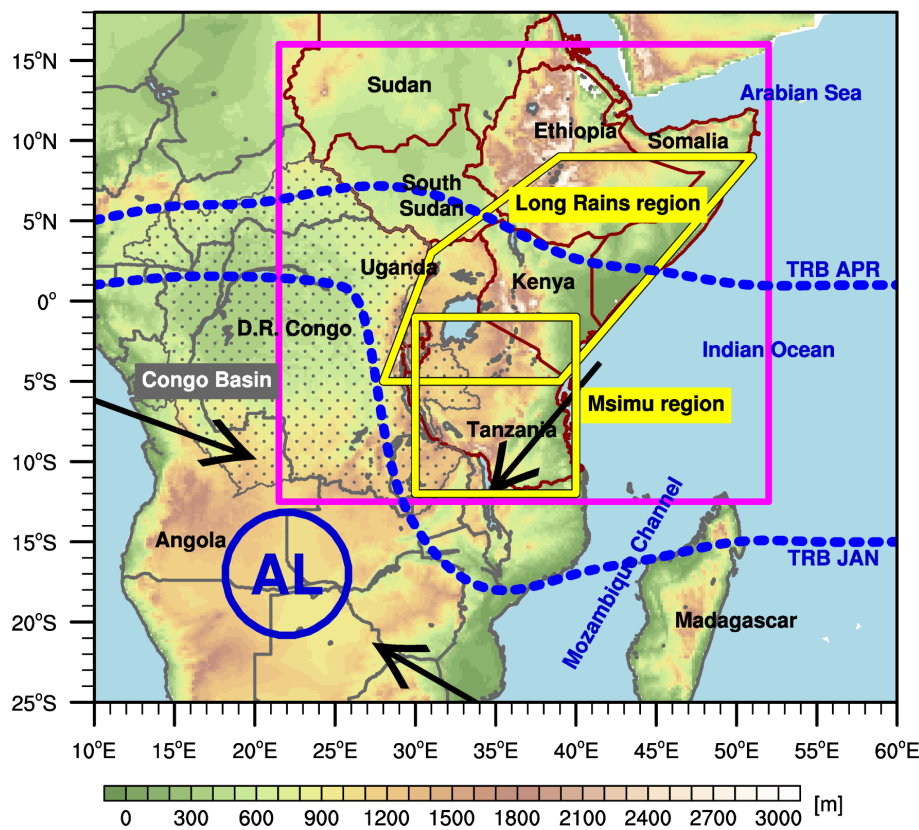 15°N
10°N
5°N
0°
5°S
10°S
15°S
20°S
25°S
Sudan
Arabian Sea
Ethiopia
Somalia
South
Sudan
Long Rains region
Uganda
Kenya
TRB APR
D.R. Congo
Indian Ocean
Congo Basin
Msimu region
Tanzania
Angola
AL
Mozambique Channel
TRB JAN
Madagascar
10°E 15°E 20°E 25°E 30°E 35°E 40°E 45°E 50°E 55°E 60°E
0 300 600 900 1200 1500 1800 2100 2400 2700 3000 [m]